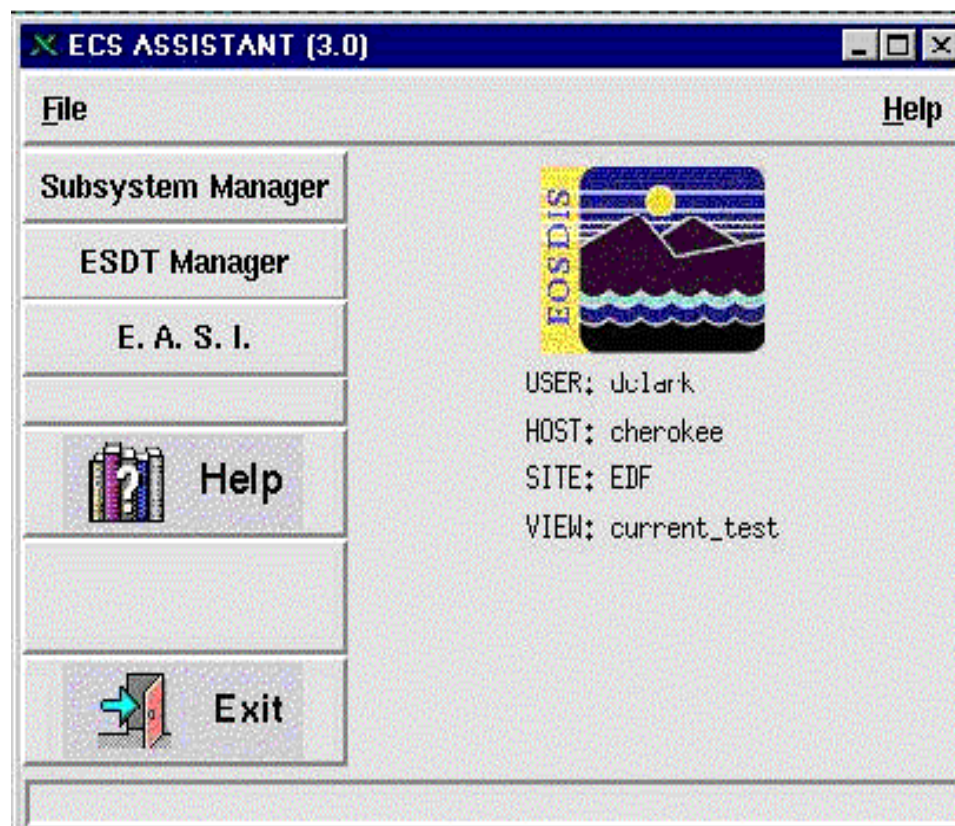 ECS ASSISTANT (3.0)
File Help
Subsystem Manager
ESDT Manager
E. A. S. I.
Help
Exit
EOSDIS
USER: dclark
HOST: cherokee
SITE: EDF
VIEW: current_test